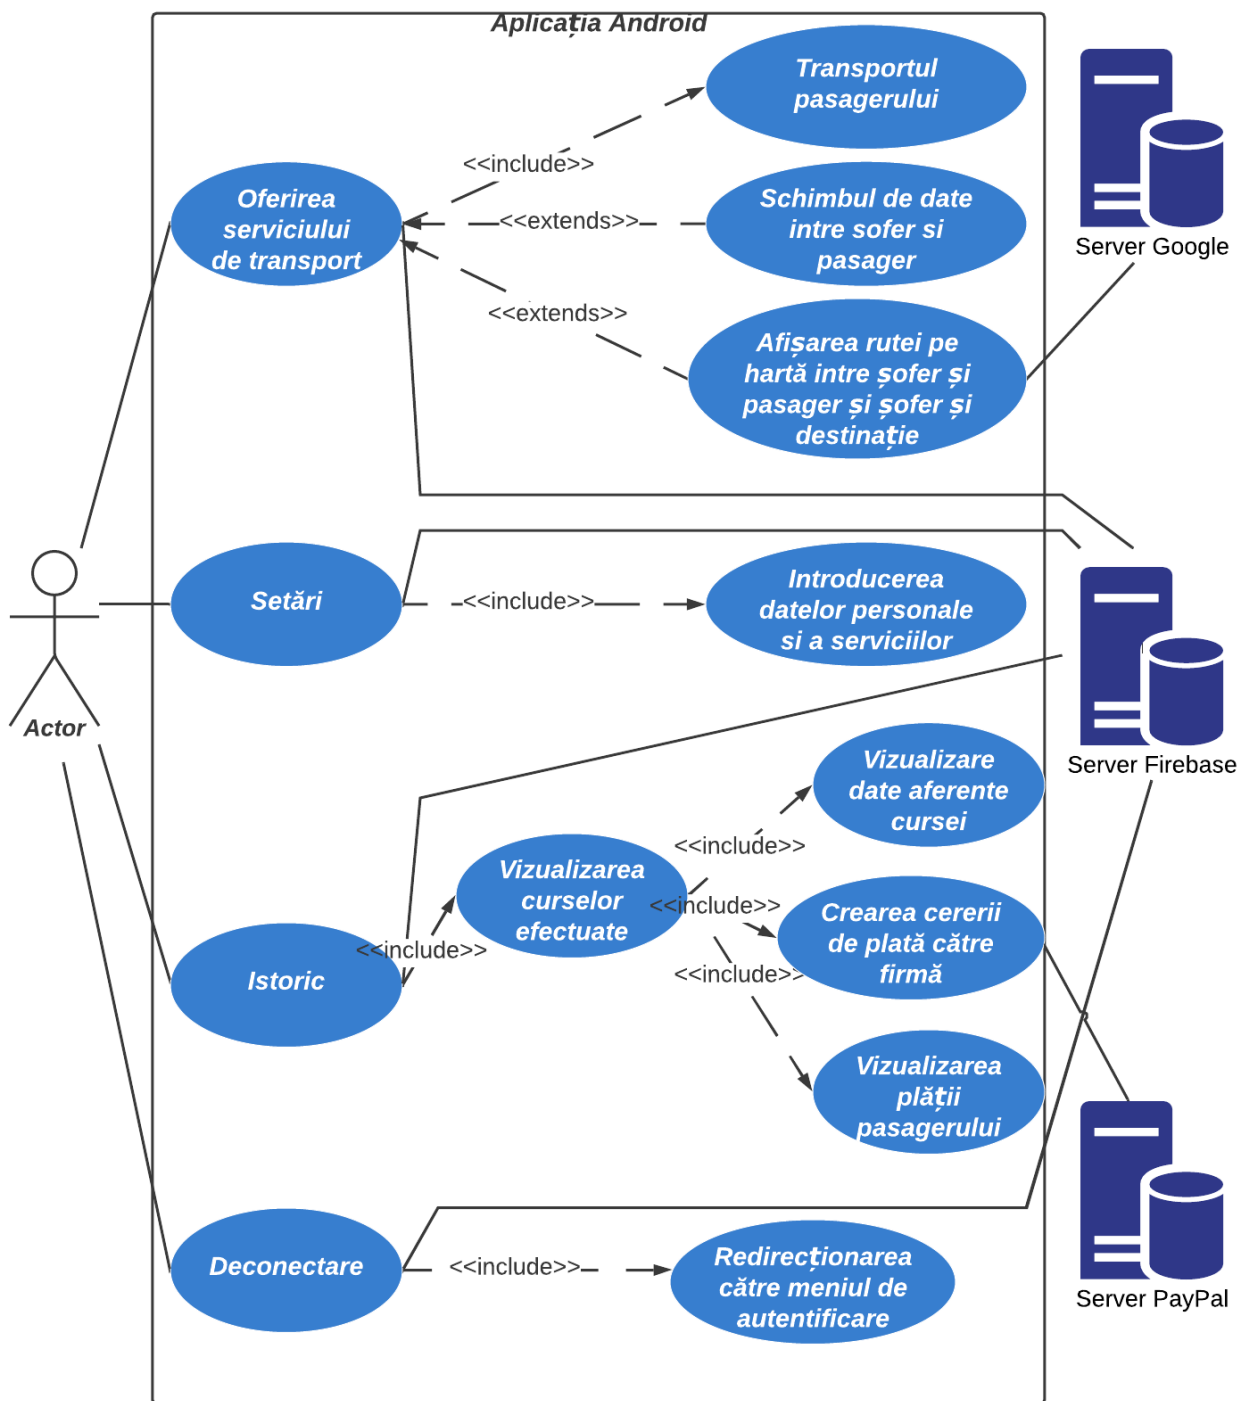 Aplicația Android
Transportul
pasagerului
<<include>>
Oferirea
serviciului
de transport
<<extends>>
Schimbul de date
intre sofer si
pasager
Server Google
<<extends>>
Afișarea rutei pe
hartă intre șofer și
pasager și șofer și
destinație
Setări
<<include>>
Introducerea
datelor personale
si a serviciilor
Actor
Server Firebase
Vizualizare
date aferente
cursei
<<include>>
Vizualizarea
curselor
efectuate
<<include>>
Crearea cererii
de plată către
firmă
<<include>>
<<include>>
Istoric
Vizualizarea
plății
pasagerului
Deconectare
<<include>>
Redirecționarea
către meniul de
autentificare
Server PayPal